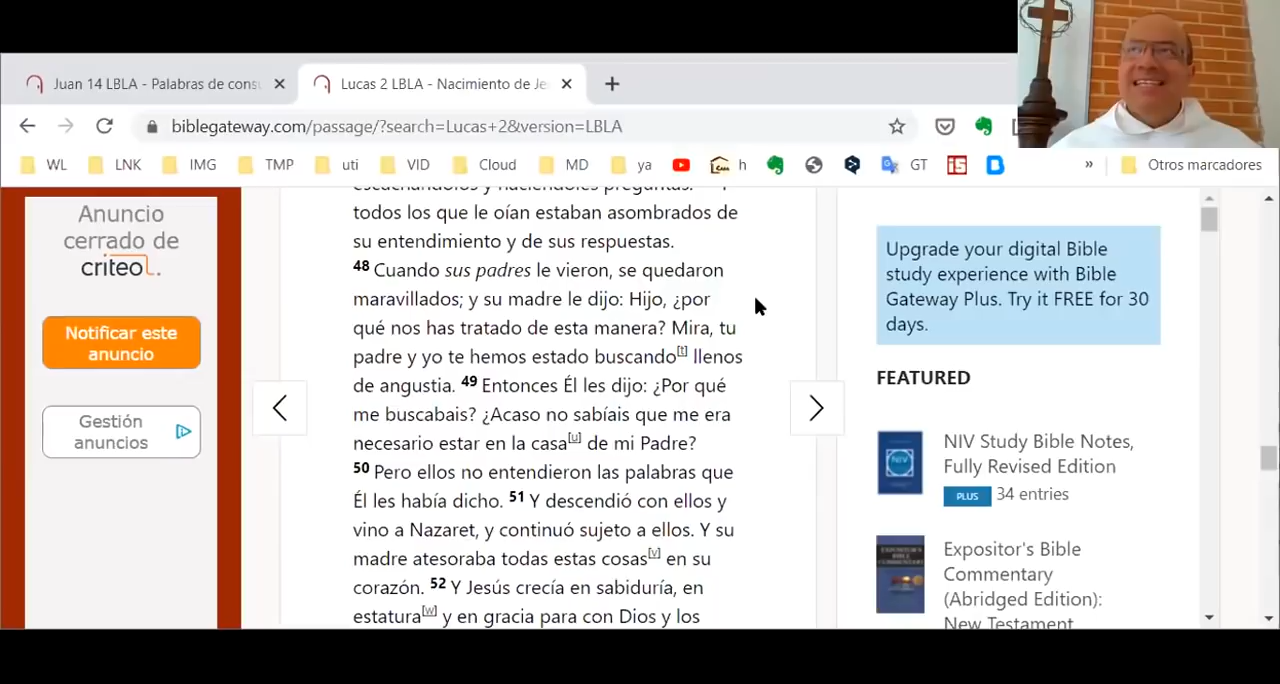 Juan 14 LBLA - Palabras de consu
Lucas 2 LBLA - Nacimiento de Je
biblegateway.com/passage/?search=Lucas+2&version=LBLA
WL LNK IMG TMP uti VID Cloud MD ya h GT Otros marcadores
Anuncio
cerrado de
criteo
Notificar este
anuncio
Gestión
anuncios
escuchándolos y haciéndoles preguntas.
todos los que le oían estaban asombrados de
su entendimiento y de sus respuestas.
48 Cuando sus padres le vieron, se quedaron
maravillados; y su madre le dijo: Hijo, ¿por
qué nos has tratado de esta manera? Mira, tu
padre y yo te hemos estado buscando[t] llenos
de angustia. 49 Entonces Él les dijo: ¿Por qué
me buscabais? ¿Acaso no sabíais que me era
necesario estar en la casa[u] de mi Padre?
50 Pero ellos no entendieron las palabras que
Él les había dicho. 51 Y descendió con ellos y
vino a Nazaret, y continuó sujeto a ellos. Y su
madre atesoraba todas estas cosas[v] en su
corazón. 52 Y Jesús crecía en sabiduría, en
estatura[w] y en gracia para con Dios y los
Upgrade your digital Bible
study experience with Bible
Gateway Plus. Try it FREE for 30
days.
FEATURED
NIV
NIV Study Bible Notes,
Fully Revised Edition
PLUS 34 entries
Expositor's Bible
Commentary
(Abridged Edition):
New Testament